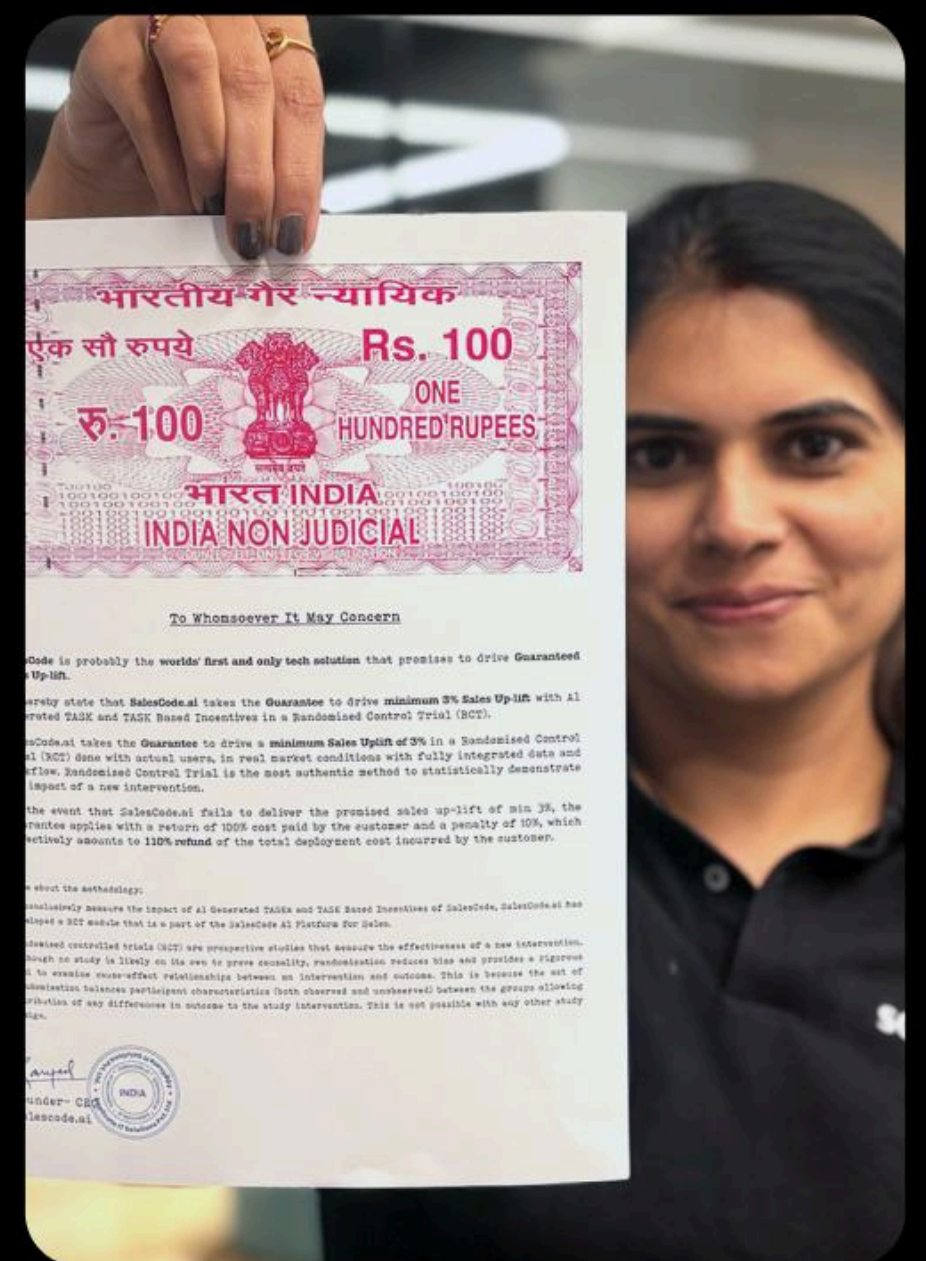 भारतीय गैर न्यायिक
एक सौ रुपये
Rs. 100
रु. 100
ONE
HUNDRED RUPEES
सत्यमेव जयते
भारत INDIA
INDIA NON JUDICIAL
To Whomsoever It May Concern
Code is probably the worlds' first and only tech solution that promises to drive Guaranteed
Up-lift.
ereby state that SalesCode.ai takes the Guarantee to drive minimum 3% Sales Up-lift with AI
erated TASK and TASK Based Incentives in a Randomised Control Trial (RCT).
sCode.ai takes the Guarantee to drive a minimum Sales Uplift of 3% in a Randomised Control
al (RCT) done with actual users, in real market conditions with fully integrated data and
kflow. Randomized Control Trial is the most authentic method to statistically demonstrate
impact of a new intervention.
the event that SalesCode.ai fails to deliver the promised sales up-lift of min 3%, the
rantee applies with a return of 100% cost paid by the customer and a penalty of 10%, which
ectively amounts to 110% refund of the total deployment cost incurred by the customer.
about the methodology;
onclusively measure the impact of AI Generated TASKs and TASK Based Incentives of SalesCode, SalesCode.ai has
eloped a RCT module that is a part of the SalesCode AI Platform for Sales.
domised controlled trials (RCT) are prospective studies that measure the effectiveness of a new intervention.
hough no study is likely on its own to prove causality, randomization reduces bias and provides a rigorous
l to examine cause-effect relationships between an intervention and outcome. This is because the act of
domisation balances participant characteristics (both observed and unobserved) between the groups allowing
ribution of any differences in outcome to the study intervention. This is not possible with any other study
ign.
INDIA
under- CEO
lescode.ai